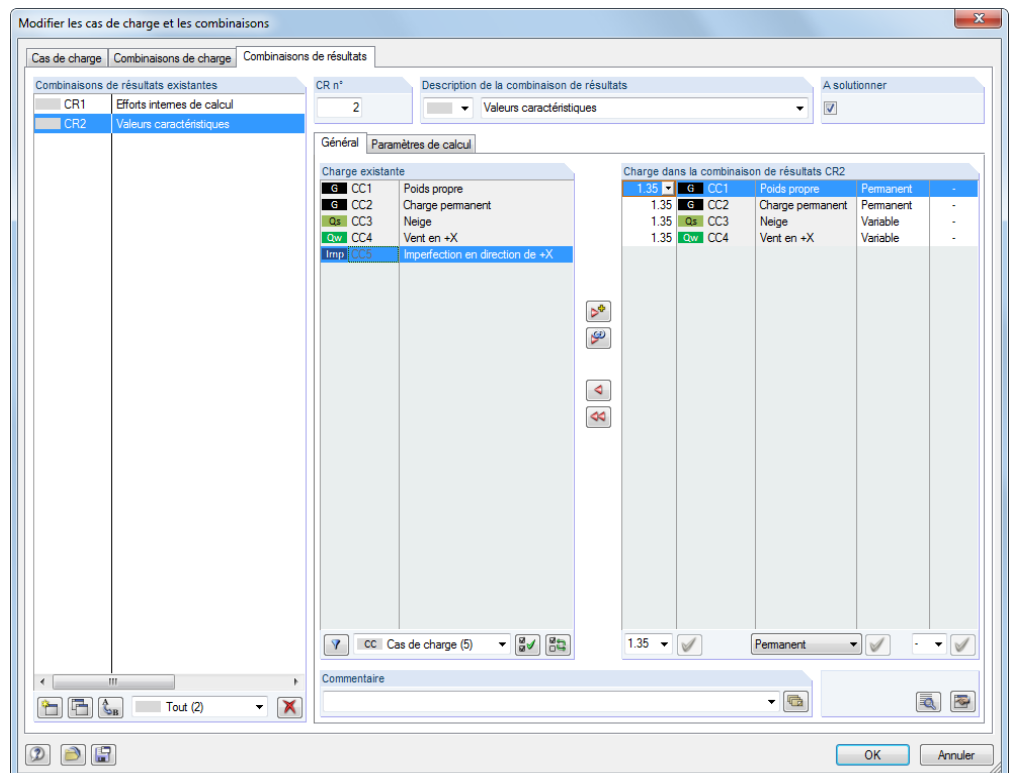 Modifier les cas de charge et les combinaisons
Cas de charge Combinaisons de charge Combinaisons de résultats
Combinaisons de résultats existantes
CR1 Efforts internes de calcul
CR2 Valeurs caractéristiques
Tout (2)
CR n°
2
Description de la combinaison de résultats
Valeurs caractéristiques
A solutionner
Général Paramètres de calcul
Charge existante
G CC1 Poids propre
G CC2 Charge permanent
Qs CC3 Neige
Qw CC4 Vent en +X
Imp CC5 Imperfection en direction de +X
CC Cas de charge (5)
Charge dans la combinaison de résultats CR2
1.35 G CC1 Poids propre Permanent -
1.35 G CC2 Charge permanent Permanent -
1.35 Qs CC3 Neige Variable -
1.35 Qw CC4 Vent en +X Variable -
1.35 Permanent -
Commentaire
OK Annuler